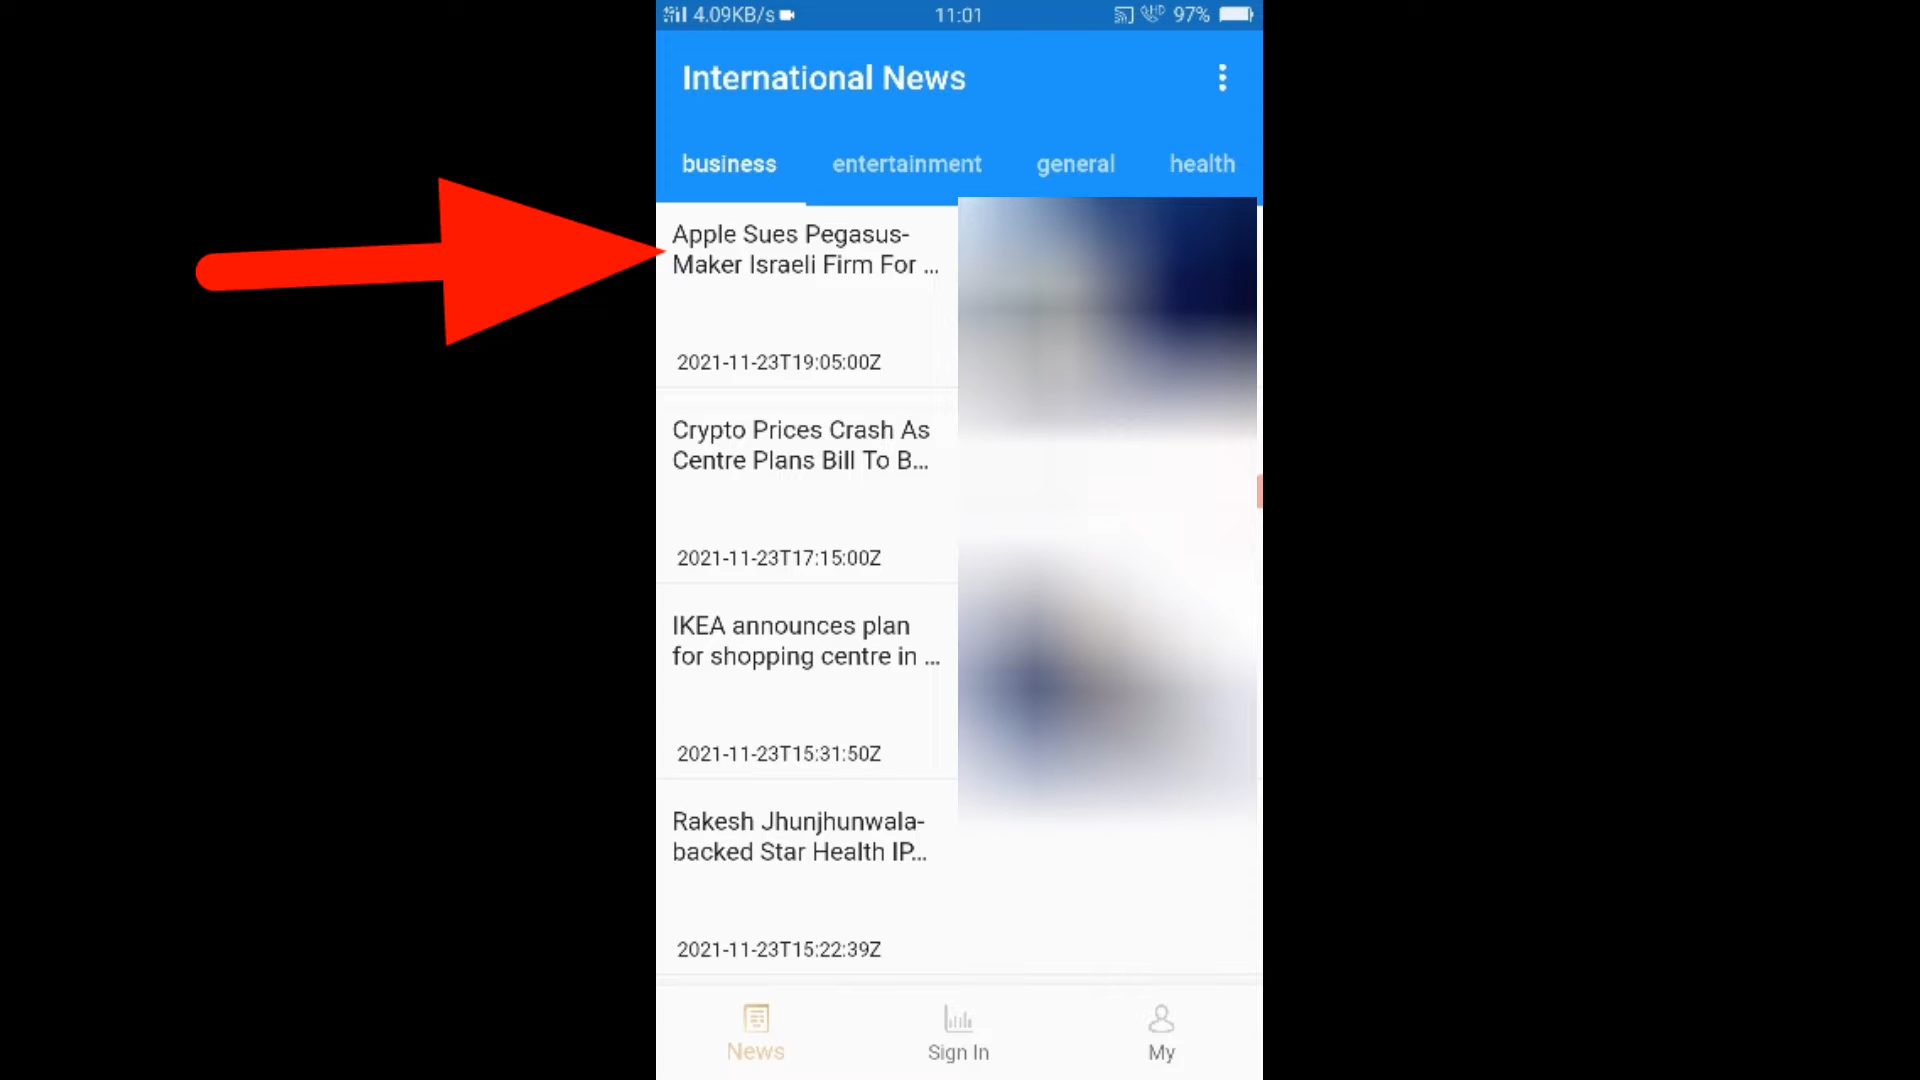 4.09KB/s 11:01 HD 97%
International News
business entertainment general health
Apple Sues Pegasus-
Maker Israeli Firm For ...
2021-11-23T19:05:00Z
Crypto Prices Crash As
Centre Plans Bill To B...
2021-11-23T17:15:00Z
IKEA announces plan
for shopping centre in ...
2021-11-23T15:31:50Z
Rakesh Jhunjhunwala-
backed Star Health IP...
2021-11-23T15:22:39Z
News Sign In My